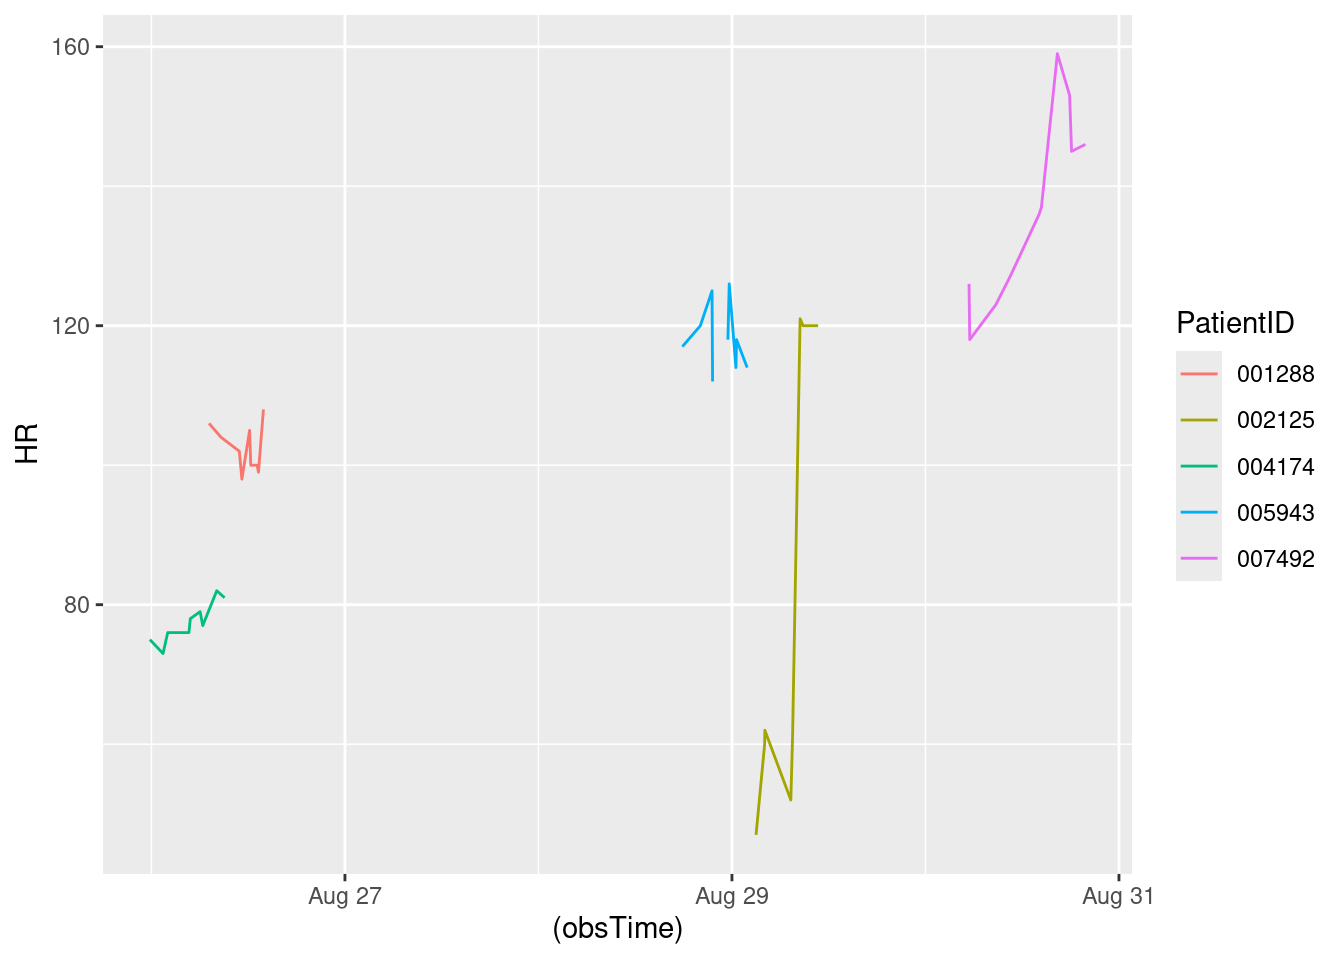 160
120
80
HR
Aug 27
Aug 29
Aug 31
(obsTime)
PatientID
001288
002125
004174
005943
007492